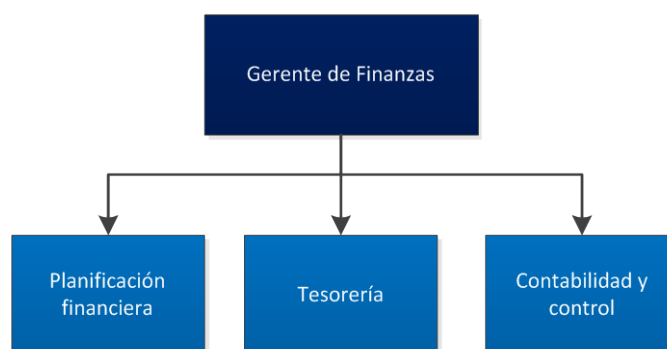 Gerente de Finanzas
Planificación
financiera
Tesorería
Contabilidad y
control